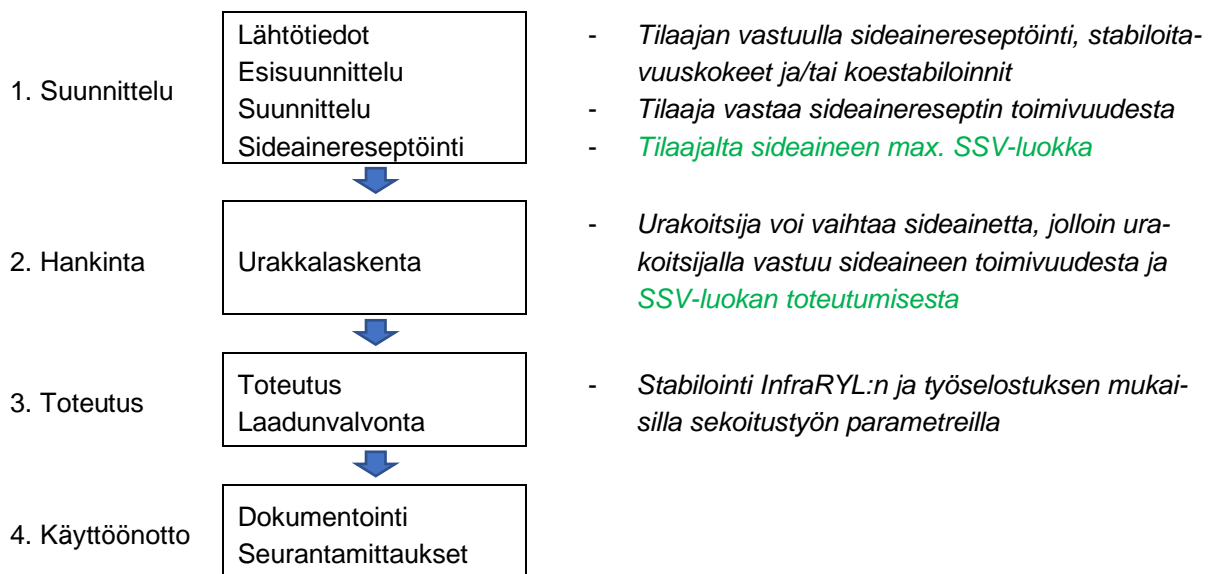 1. Suunnittelu
Lähtötiedot
Esisuunnittelu
Suunnittelu
Sideainereseptöinti
- Tilaajan vastuulla sideainereseptöinti, stabiloita-
vuuskokeet ja/tai koestabiloinnit
- Tilaaja vastaa sideainereseptin toimivuudesta
- Tilaajalta sideaineen max. SSV-luokka
2. Hankinta
Urakkalaskenta
- Urakoitsija voi vaihtaa sideainetta, jolloin ura-
koitsijalla vastuu sideaineen toimivuudesta ja
SSV-luokan toteutumisesta
3. Toteutus
Toteutus
Laadunvalvonta
- Stabilointi InfraRYL:n ja työselostuksen mukai-
silla sekoitustyön parametreilla
4. Käyttöönotto
Dokumentointi
Seurantamittaukset